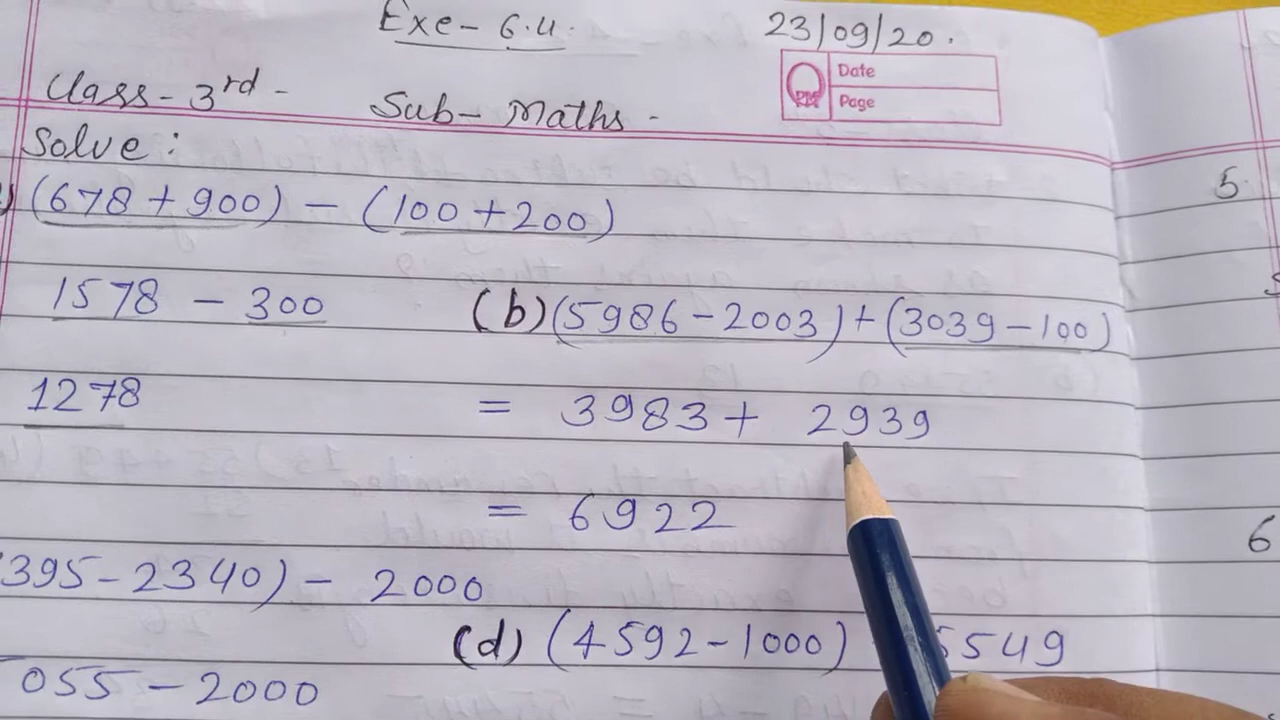 Exe- 6.4.
23/09/20.
Date
Page
Class- 3rd -
Sub- Maths -
Solve :
) (678 + 900) - (100 + 200)
1578 - 300
(b) (5986 - 2003) + (3039 - 100)
1278
= 3983 + 2939
= 6922
395 - 2340) - 2000
(d) (4592 - 1000) 5549
055 - 2000
5.
6